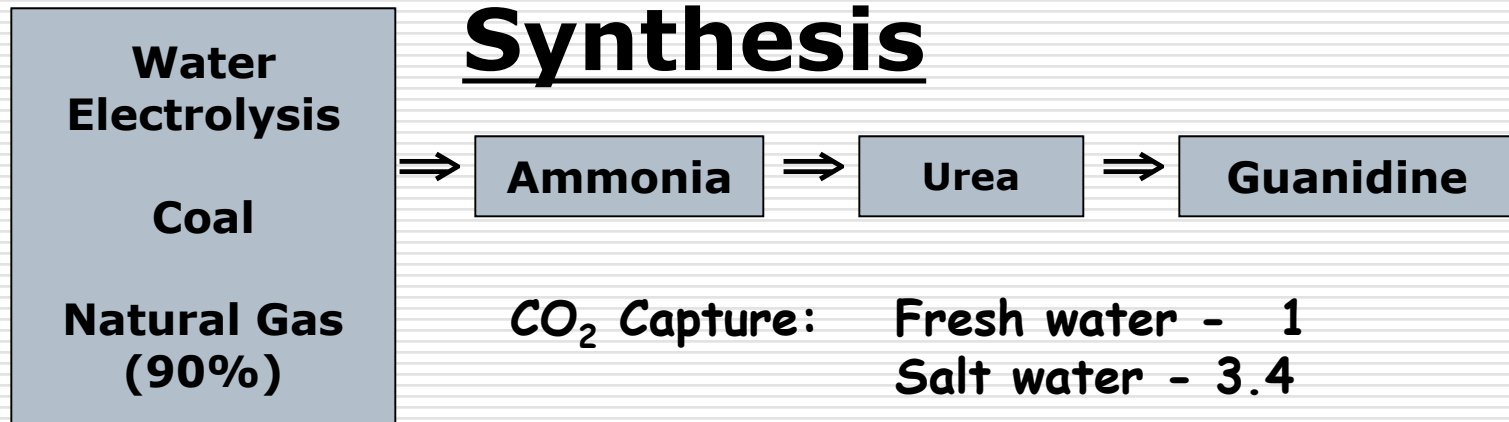 Synthesis
Water
Electrolysis
Coal
Natural Gas
(90%)
⇒ Ammonia ⇒ Urea ⇒ Guanidine
CO₂ Capture: Fresh water - 1
Salt water - 3.4